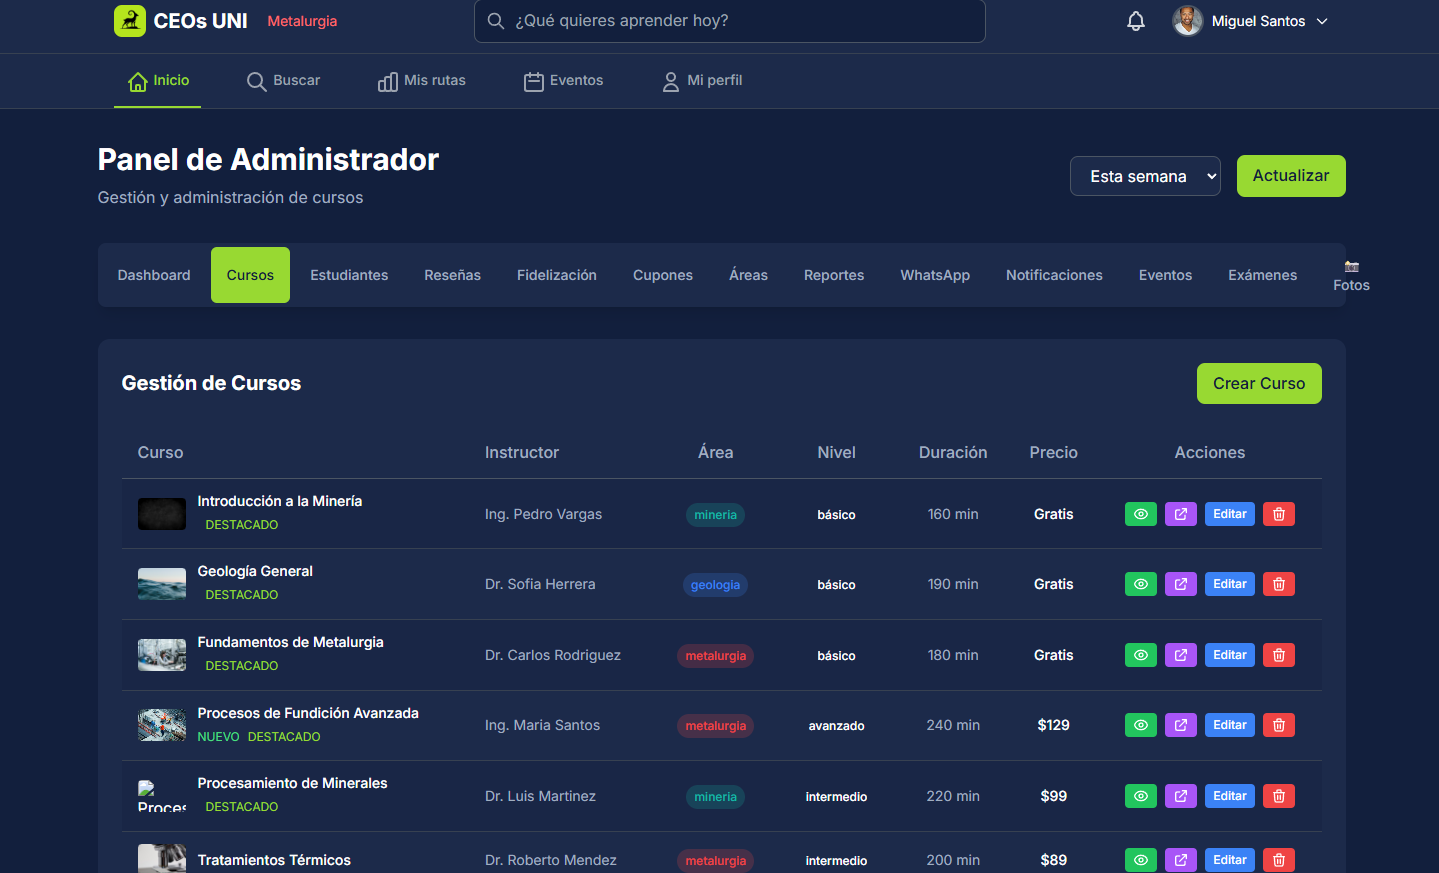 CEOs UNI Metalurgia ¿Qué quieres aprender hoy? Miguel Santos
Inicio Buscar Mis rutas Eventos Mi perfil
Panel de Administrador
Gestión y administración de cursos
Esta semana Actualizar
Dashboard Cursos Estudiantes Reseñas Fidelización Cupones Áreas Reportes WhatsApp Notificaciones Eventos Exámenes Fotos
Gestión de Cursos Crear Curso
Curso Instructor Área Nivel Duración Precio Acciones
Introducción a la Minería
DESTACADO
Ing. Pedro Vargas mineria básico 160 min Gratis Editar
Geología General
DESTACADO
Dr. Sofia Herrera geologia básico 190 min Gratis Editar
Fundamentos de Metalurgia
DESTACADO
Dr. Carlos Rodriguez metalurgia básico 180 min Gratis Editar
Procesos de Fundición Avanzada
NUEVO DESTACADO
Ing. Maria Santos metalurgia avanzado 240 min $129 Editar
Procesamiento de Minerales
DESTACADO
Proces
Dr. Luis Martinez mineria intermedio 220 min $99 Editar
Tratamientos Térmicos Dr. Roberto Mendez metalurgia intermedio 200 min $89 Editar